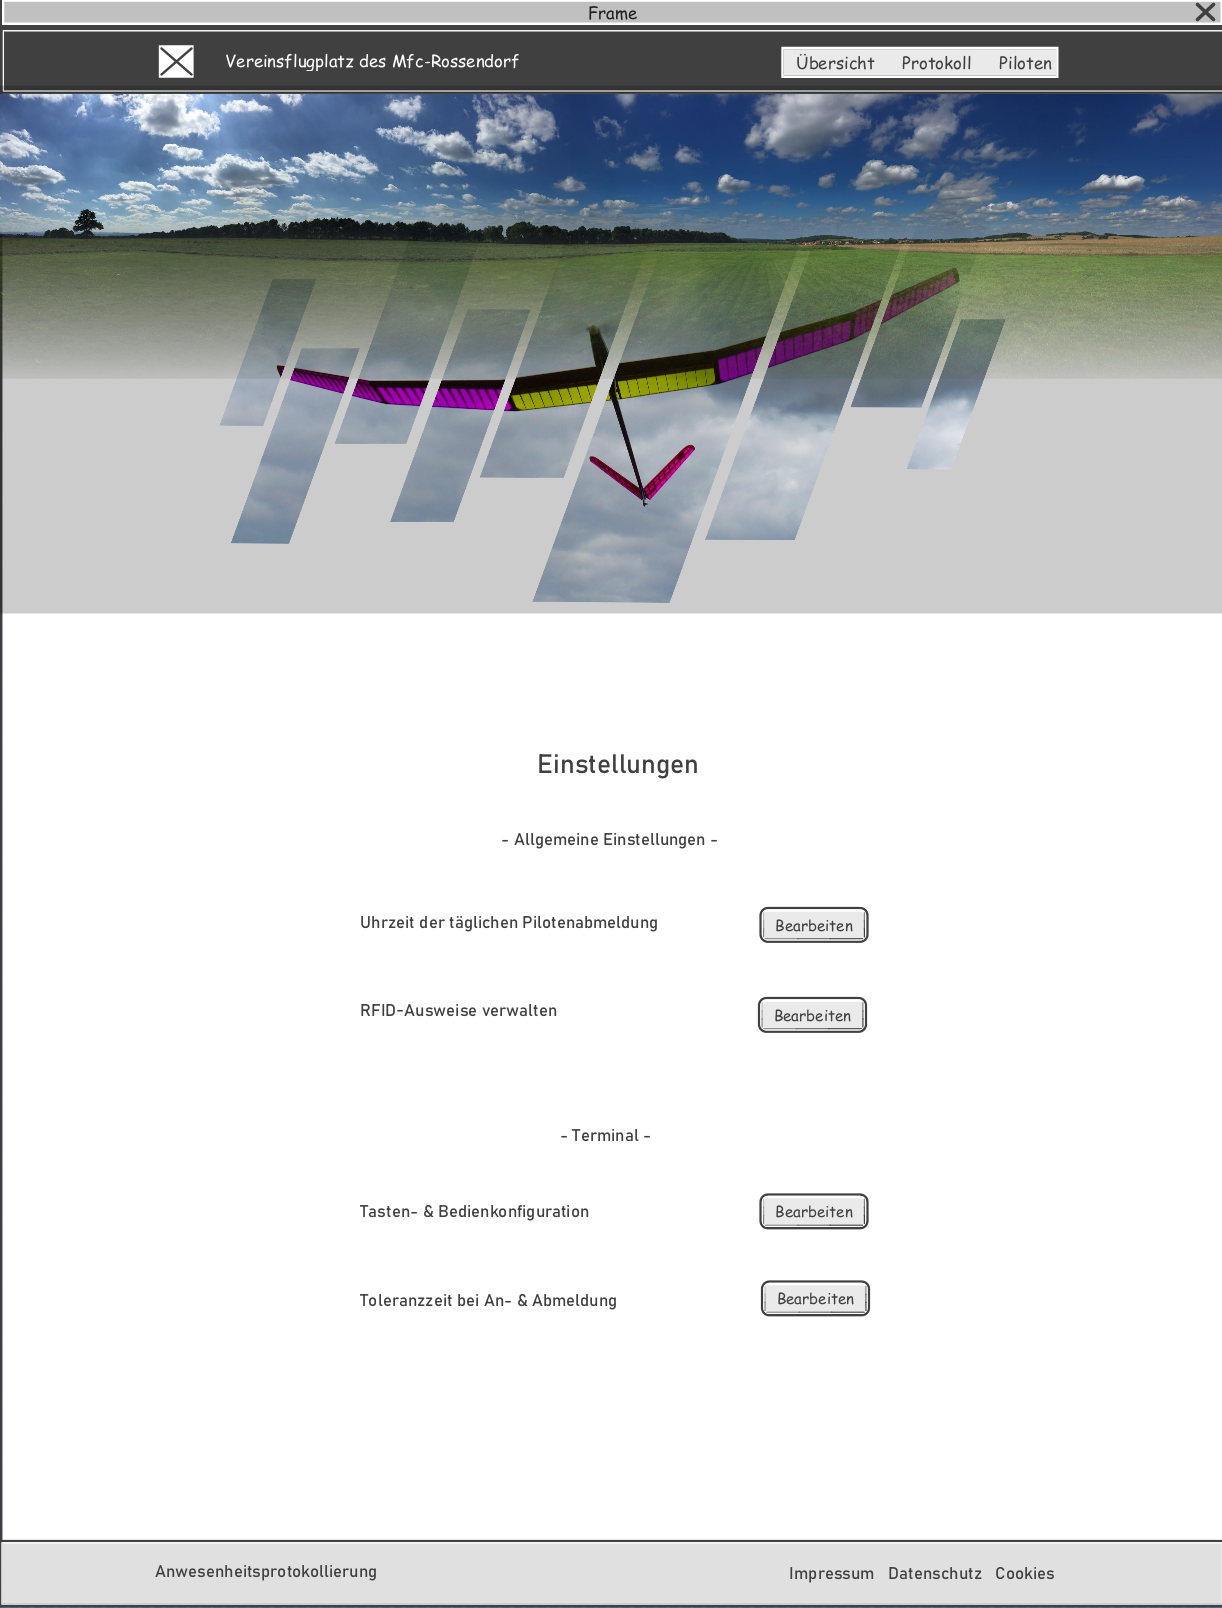 Frame
Vereinsflugplatz des Mfc-Rossendorf
Übersicht Protokoll Piloten
Einstellungen
- Allgemeine Einstellungen -
Uhrzeit der täglichen Pilotenabmeldung Bearbeiten
RFID-Ausweise verwalten Bearbeiten
- Terminal -
Tasten- & Bedienkonfiguration Bearbeiten
Toleranzzeit bei An- & Abmeldung Bearbeiten
Anwesenheitsprotokollierung Impressum Datenschutz Cookies